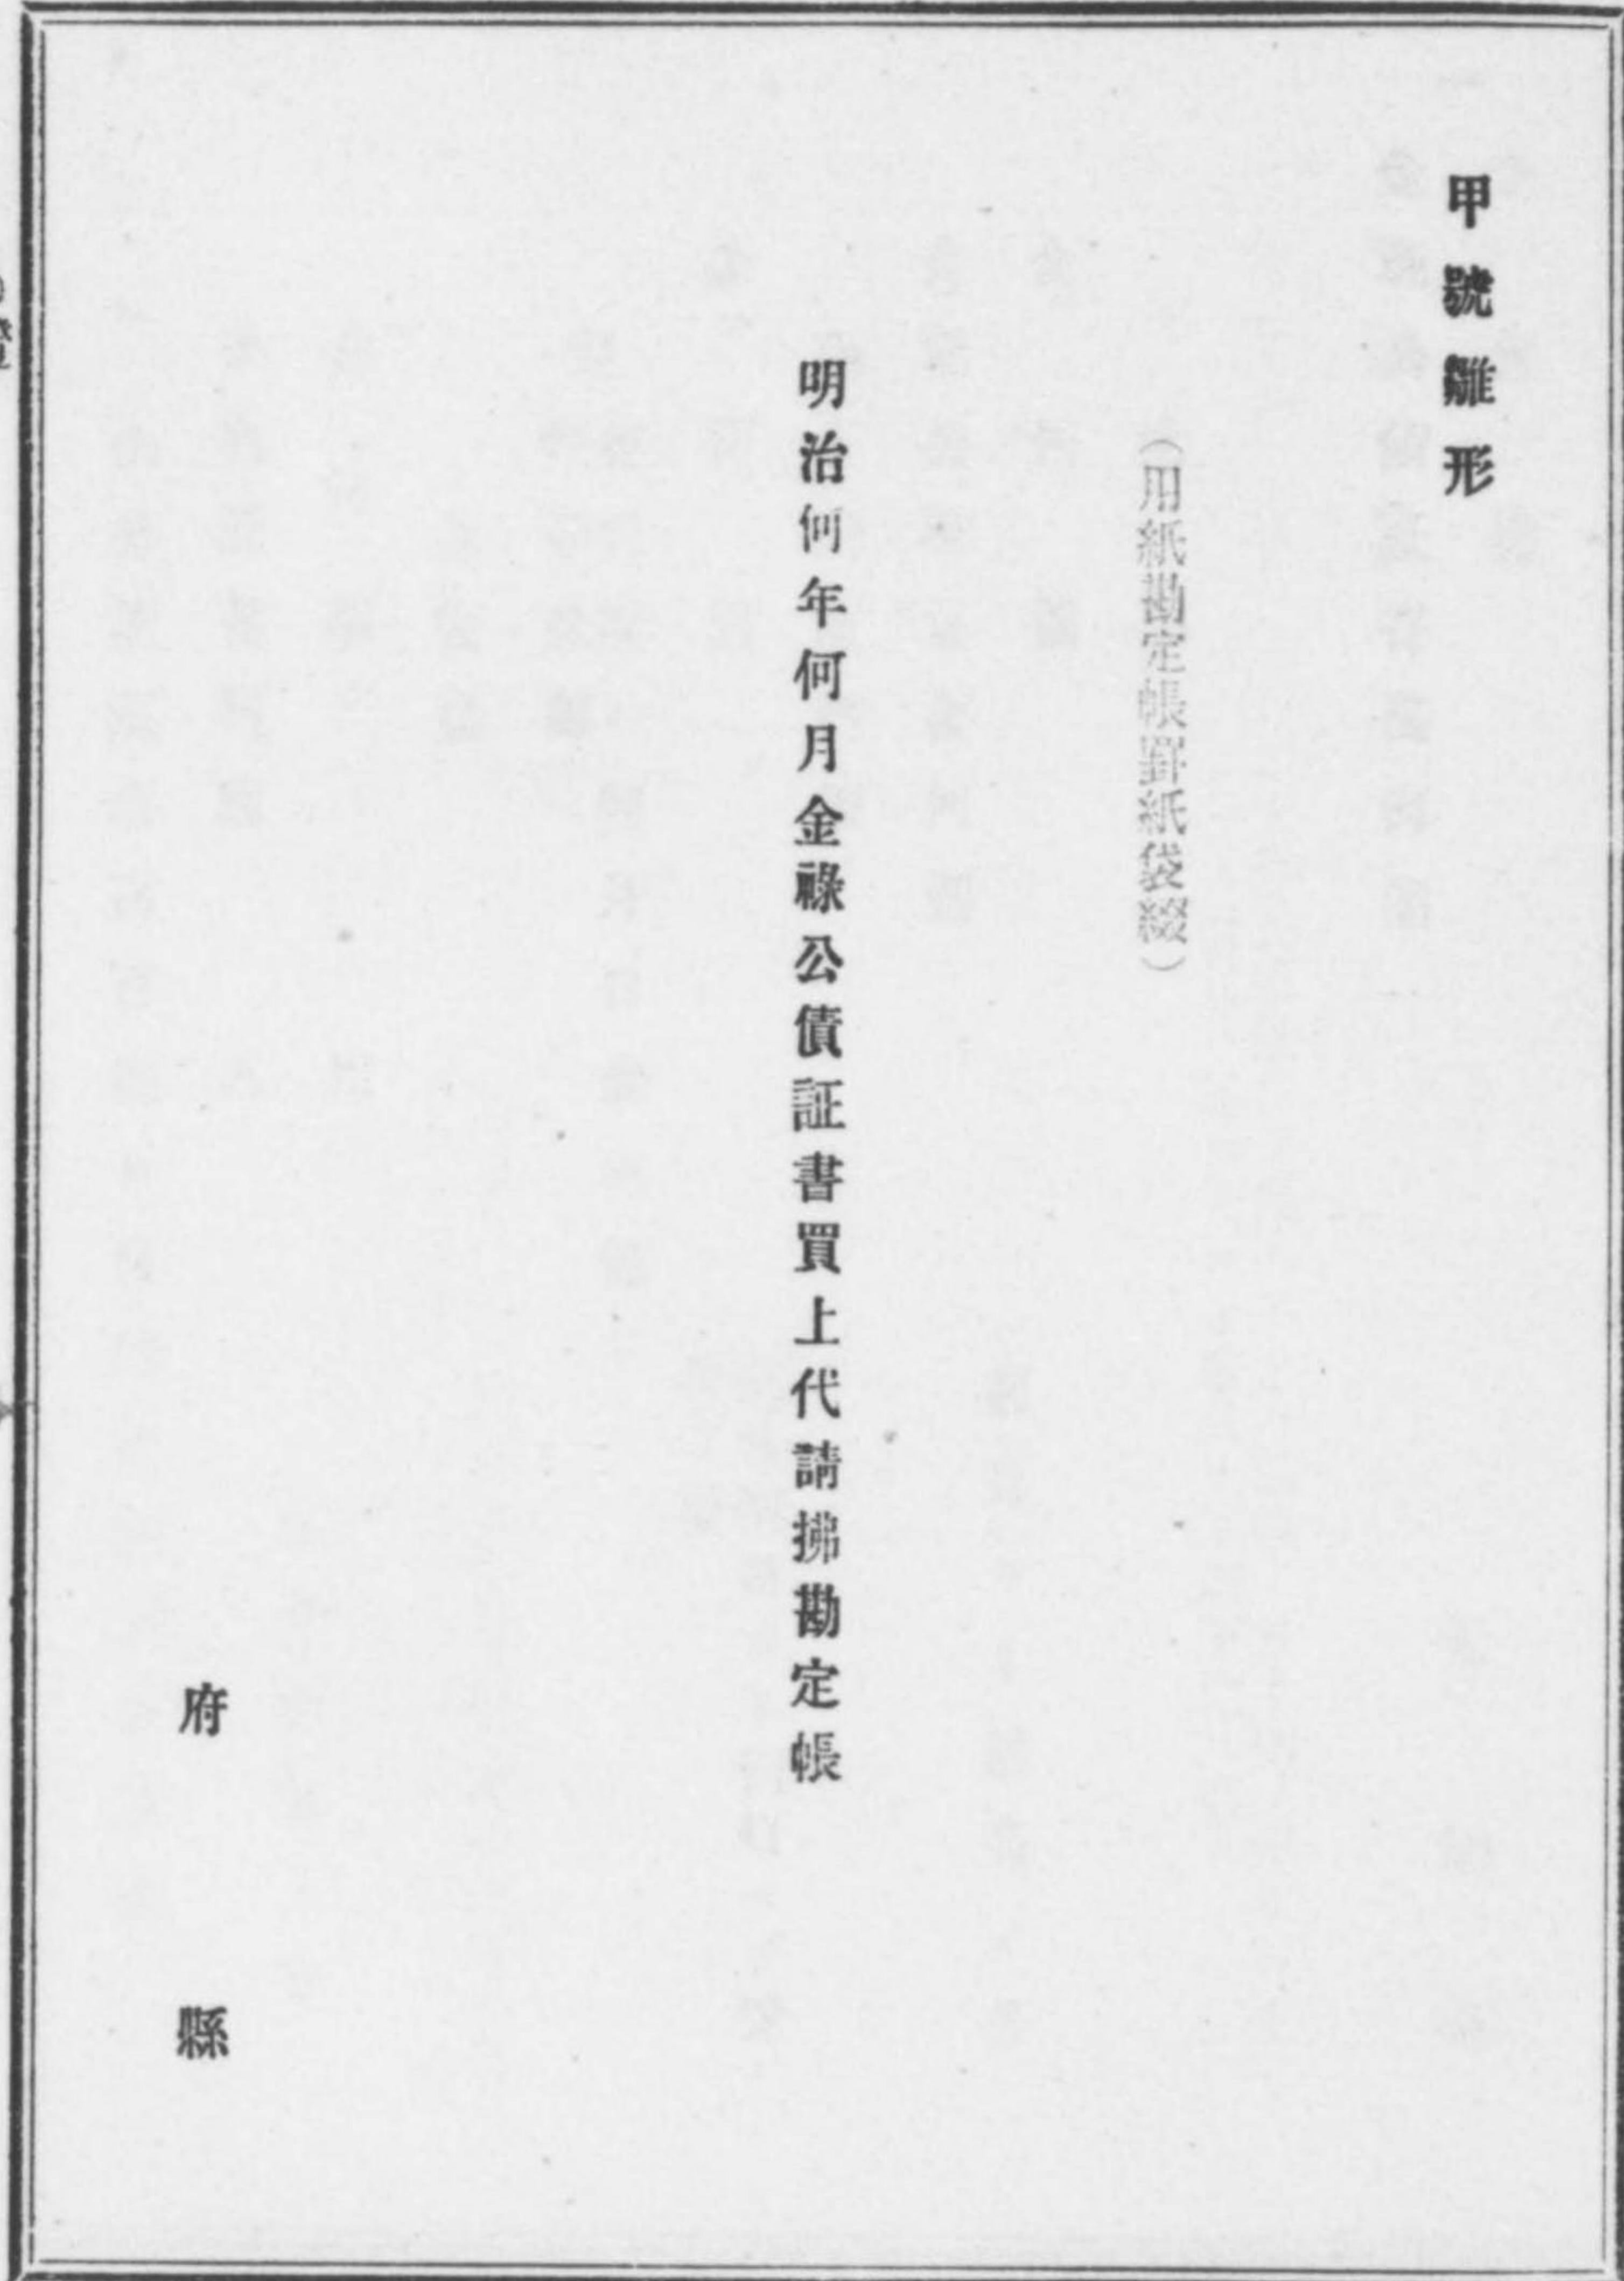 甲號雛形
(用紙勘定帳罫紙袋綴)
明治何年何月金祿公債証書買上代請拂勘定帳
府縣